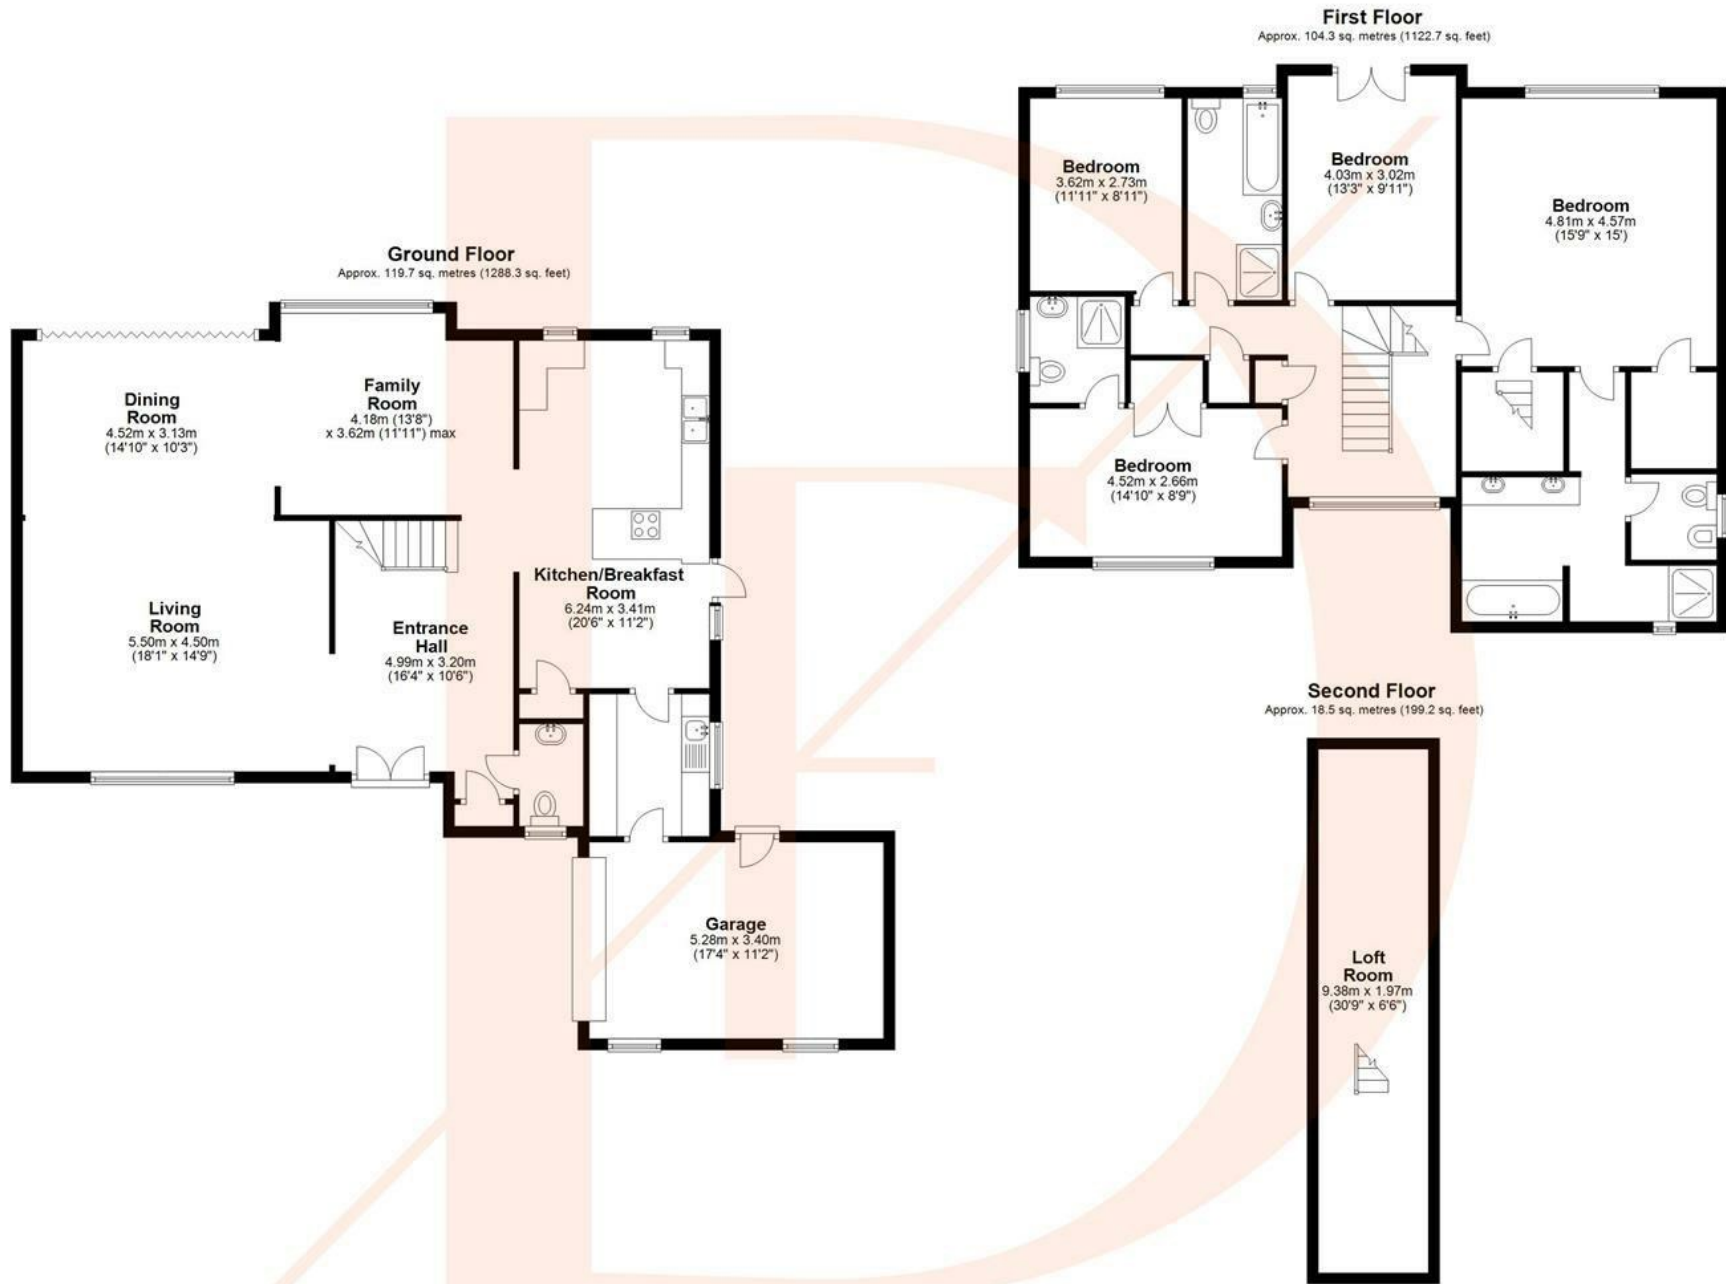 First Floor
Approx. 104.3 sq. metres (1122.7 sq. feet)
Bedroom
3.62m x 2.73m
(11'11" x 8'11")
Bedroom
4.03m x 3.02m
(13'3" x 9'11")
Bedroom
4.81m x 4.57m
(15'9" x 15')
Bedroom
4.52m x 2.66m
(14'10" x 8'9")
Ground Floor
Approx. 119.7 sq. metres (1288.3 sq. feet)
Dining
Room
4.52m x 3.13m
(14'10" x 10'3")
Family
Room
4.18m (13'8")
x 3.62m (11'11") max
Living
Room
5.50m x 4.50m
(18'1" x 14'9")
Entrance
Hall
4.99m x 3.20m
(16'4" x 10'6")
Kitchen/Breakfast
Room
6.24m x 3.41m
(20'6" x 11'2")
Garage
5.28m x 3.40m
(17'4" x 11'2")
Second Floor
Approx. 18.5 sq. metres (199.2 sq. feet)
Loft
Room
9.38m x 1.97m
(30'9" x 6'6")